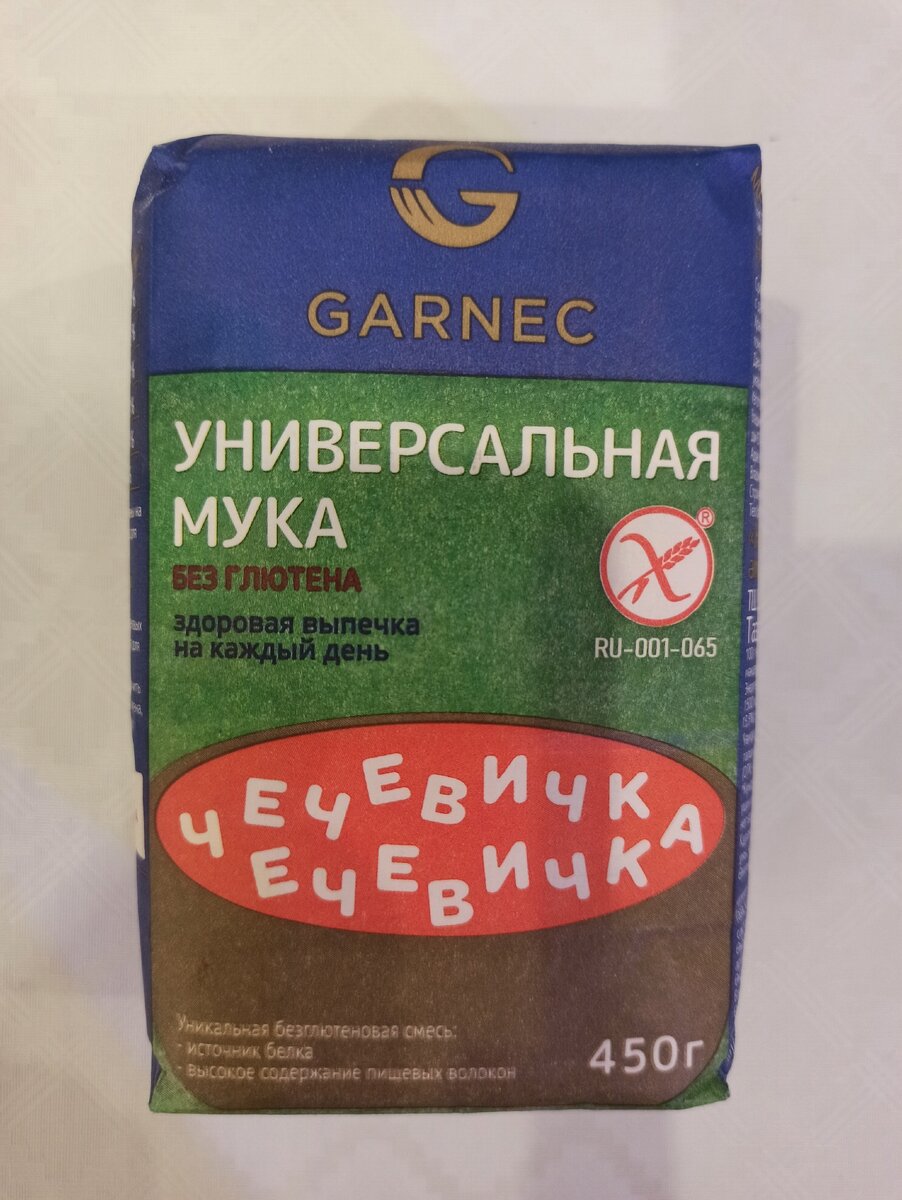 GARNEC
УНИВЕРСАЛЬНАЯ
МУКА
БЕЗ ГЛЮТЕНА
здоровая выпечка
на каждый день
®
RU-001-065
ЧЕЧЕВИЧКА
ЕЧЕВИЧК
Уникальная безглютеновая смесь:
- источник белка
- высокое содержание пищевых волокон
450г